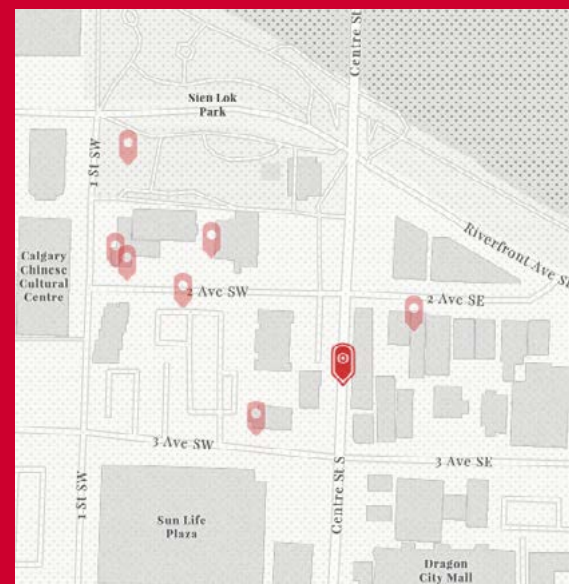 Centre St
Nien Lok
Park
1 St SW
Riverfront Ave SE
Calgary
Chinese
Cultural
Centre
2 Ave SW
2 Ave SE
3 Ave SW
3 Ave SE
1 St SW
Centre St S
Sun Life
Plaza
Dragon
City Mall